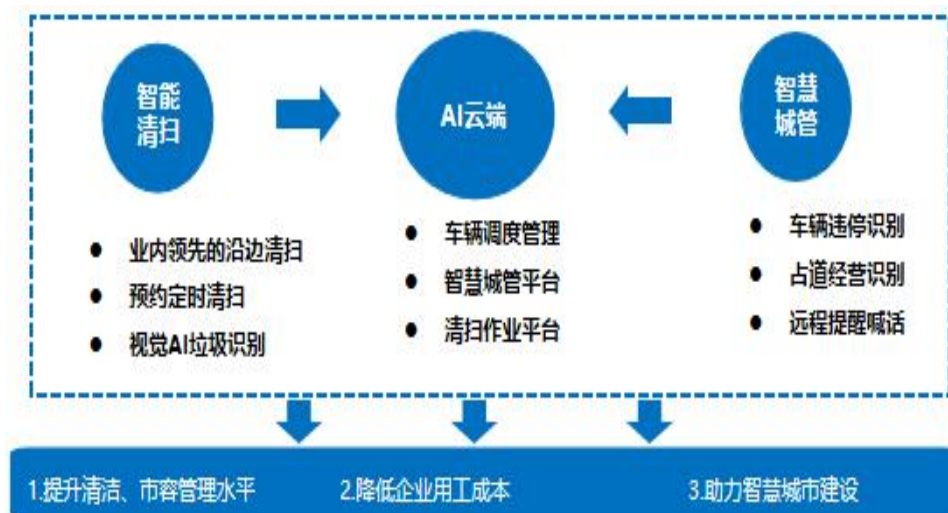 智能
清扫
AI云端
智慧
城管
业内领先的沿边清扫
预约定时清扫
视觉AI垃圾识别
车辆调度管理
智慧城管平台
清扫作业平台
车辆违停识别
占道经营识别
远程提醒喊话
1.提升清洁、市容管理水平
2.降低企业用工成本
3.助力智慧城市建设